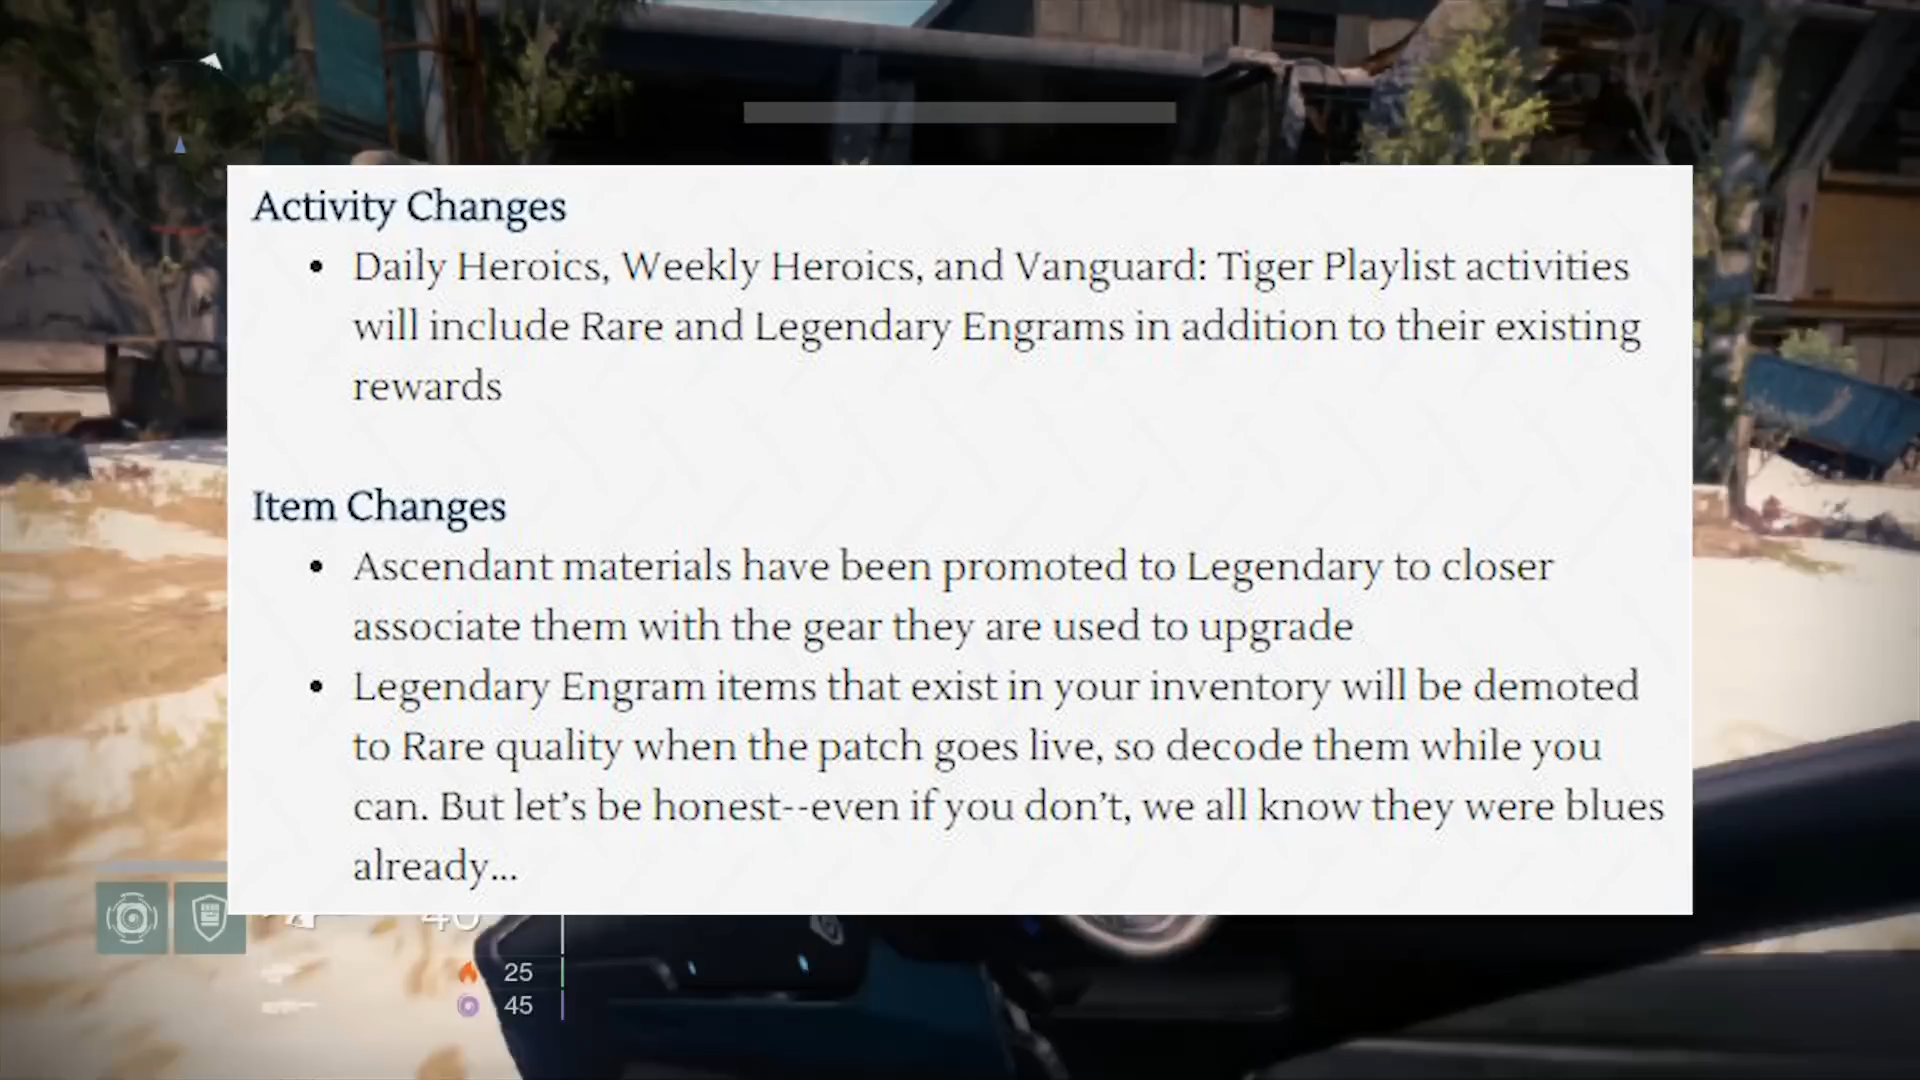 Activity Changes
Daily Heroics, Weekly Heroics, and Vanguard: Tiger Playlist activities
will include Rare and Legendary Engrams in addition to their existing
rewards
Item Changes
Ascendant materials have been promoted to Legendary to closer
associate them with the gear they are used to upgrade
Legendary Engram items that exist in your inventory will be demoted
to Rare quality when the patch goes live, so decode them while you
can. But let's be honest--even if you don't, we all know they were blues
already...
25
45